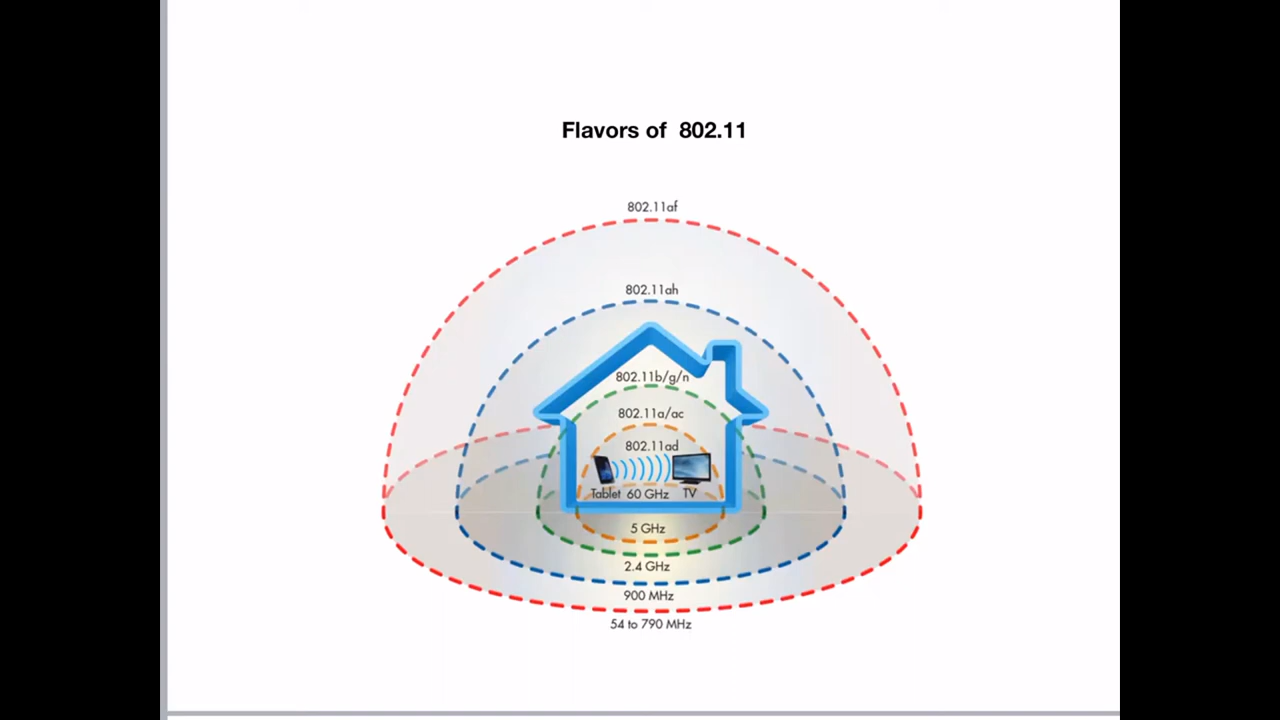 Flavors of 802.11
802.11af
802.11ah
802.11b/g/n
802.11a/ac
802.11ad
Tablet 60 GHz TV
5 GHz
2.4 GHz
900 MHz
54 to 790 MHz